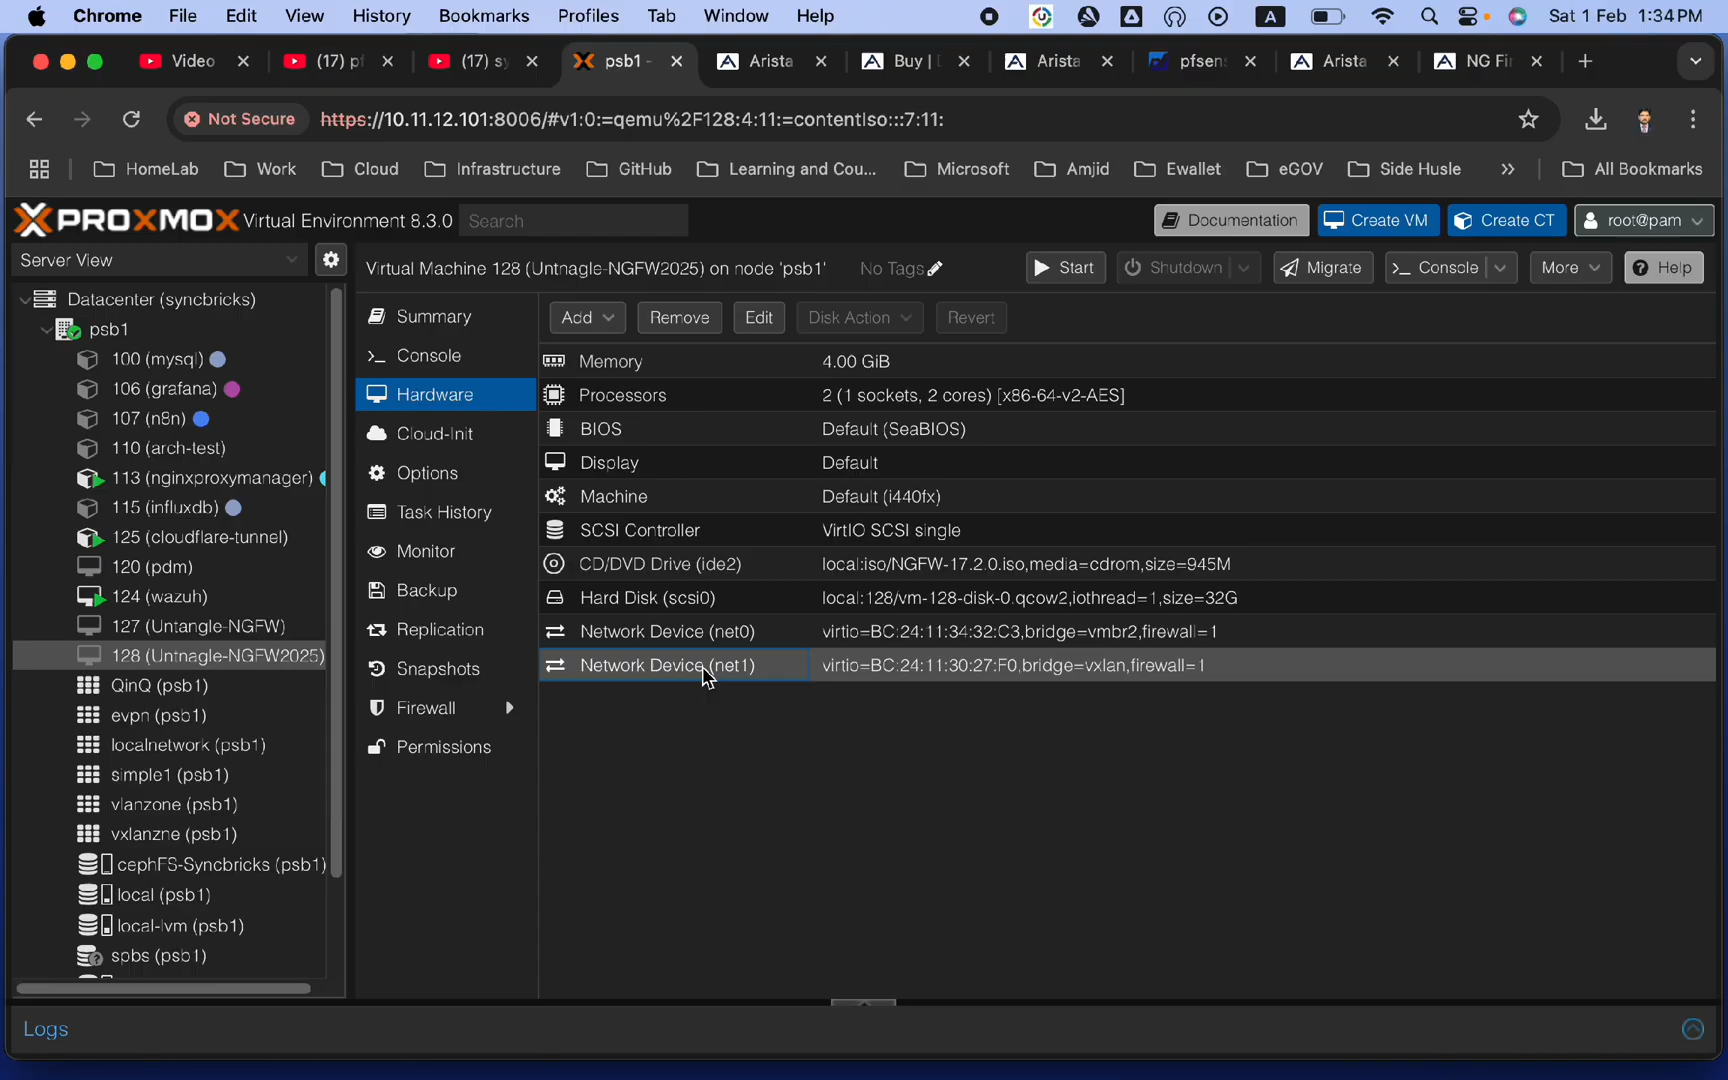 Chrome File Edit View History Bookmarks Profiles Tab Window Help A Sat 1 Feb 1:34 PM
Video (17) pf (17) sy psb1 - Arista Buy | Arista pfsen Arista NG Fi
Not Secure https://10.11.12.101:8006/#v1:0:=qemu%2F128:4:11:=contentIso:::7:11:
HomeLab Work Cloud Infrastructure GitHub Learning and Cou... Microsoft Amjid Ewallet eGOV Side Husle » All Bookmarks
PROXMOX Virtual Environment 8.3.0 Search Documentation Create VM Create CT root@pam
Server View
Virtual Machine 128 (Untnagle-NGFW2025) on node 'psb1' No Tags Start Shutdown Migrate Console More Help
Datacenter (syncbricks)
psb1
100 (mysql)
106 (grafana)
107 (n8n)
110 (arch-test)
113 (nginxproxymanager)
115 (influxdb)
125 (cloudflare-tunnel)
120 (pdm)
124 (wazuh)
127 (Untangle-NGFW)
128 (Untnagle-NGFW2025)
QinQ (psb1)
evpn (psb1)
localnetwork (psb1)
simple1 (psb1)
vlanzone (psb1)
vxlanzne (psb1)
cephFS-Syncbricks (psb1)
local (psb1)
local-lvm (psb1)
spbs (psb1)
Summary
Console
Hardware
Cloud-Init
Options
Task History
Monitor
Backup
Replication
Snapshots
Firewall
Permissions
Add Remove Edit Disk Action Revert
Memory 4.00 GiB
Processors 2 (1 sockets, 2 cores) [x86-64-v2-AES]
BIOS Default (SeaBIOS)
Display Default
Machine Default (i440fx)
SCSI Controller VirtIO SCSI single
CD/DVD Drive (ide2) local:iso/NGFW-17.2.0.iso,media=cdrom,size=945M
Hard Disk (scsi0) local:128/vm-128-disk-0.qcow2,iothread=1,size=32G
Network Device (net0) virtio=BC:24:11:34:32:C3,bridge=vmbr2,firewall=1
Network Device (net1) virtio=BC:24:11:30:27:F0,bridge=vxlan,firewall=1
Logs